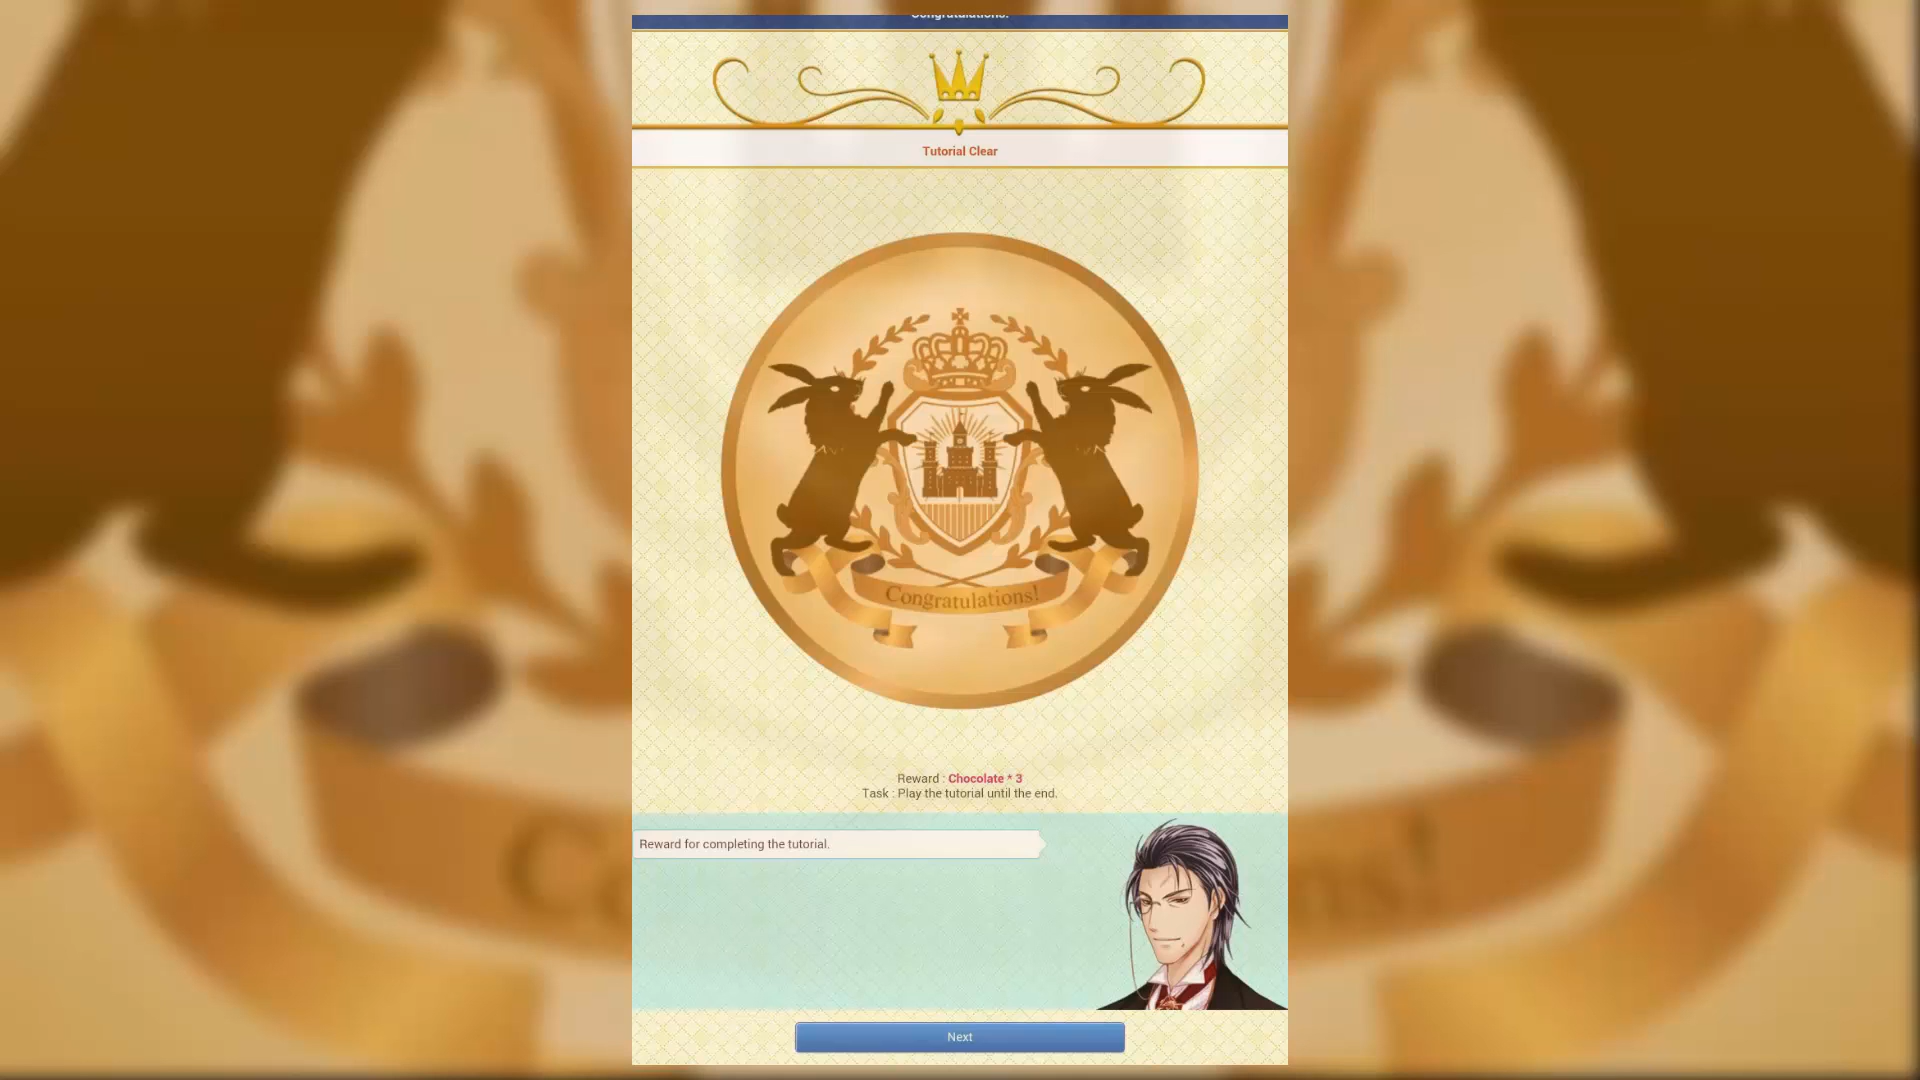 Congratulations.
Tutorial Clear
Congratulations!
Reward : Chocolate * 3
Task : Play the tutorial until the end.
Reward for completing the tutorial.
Next